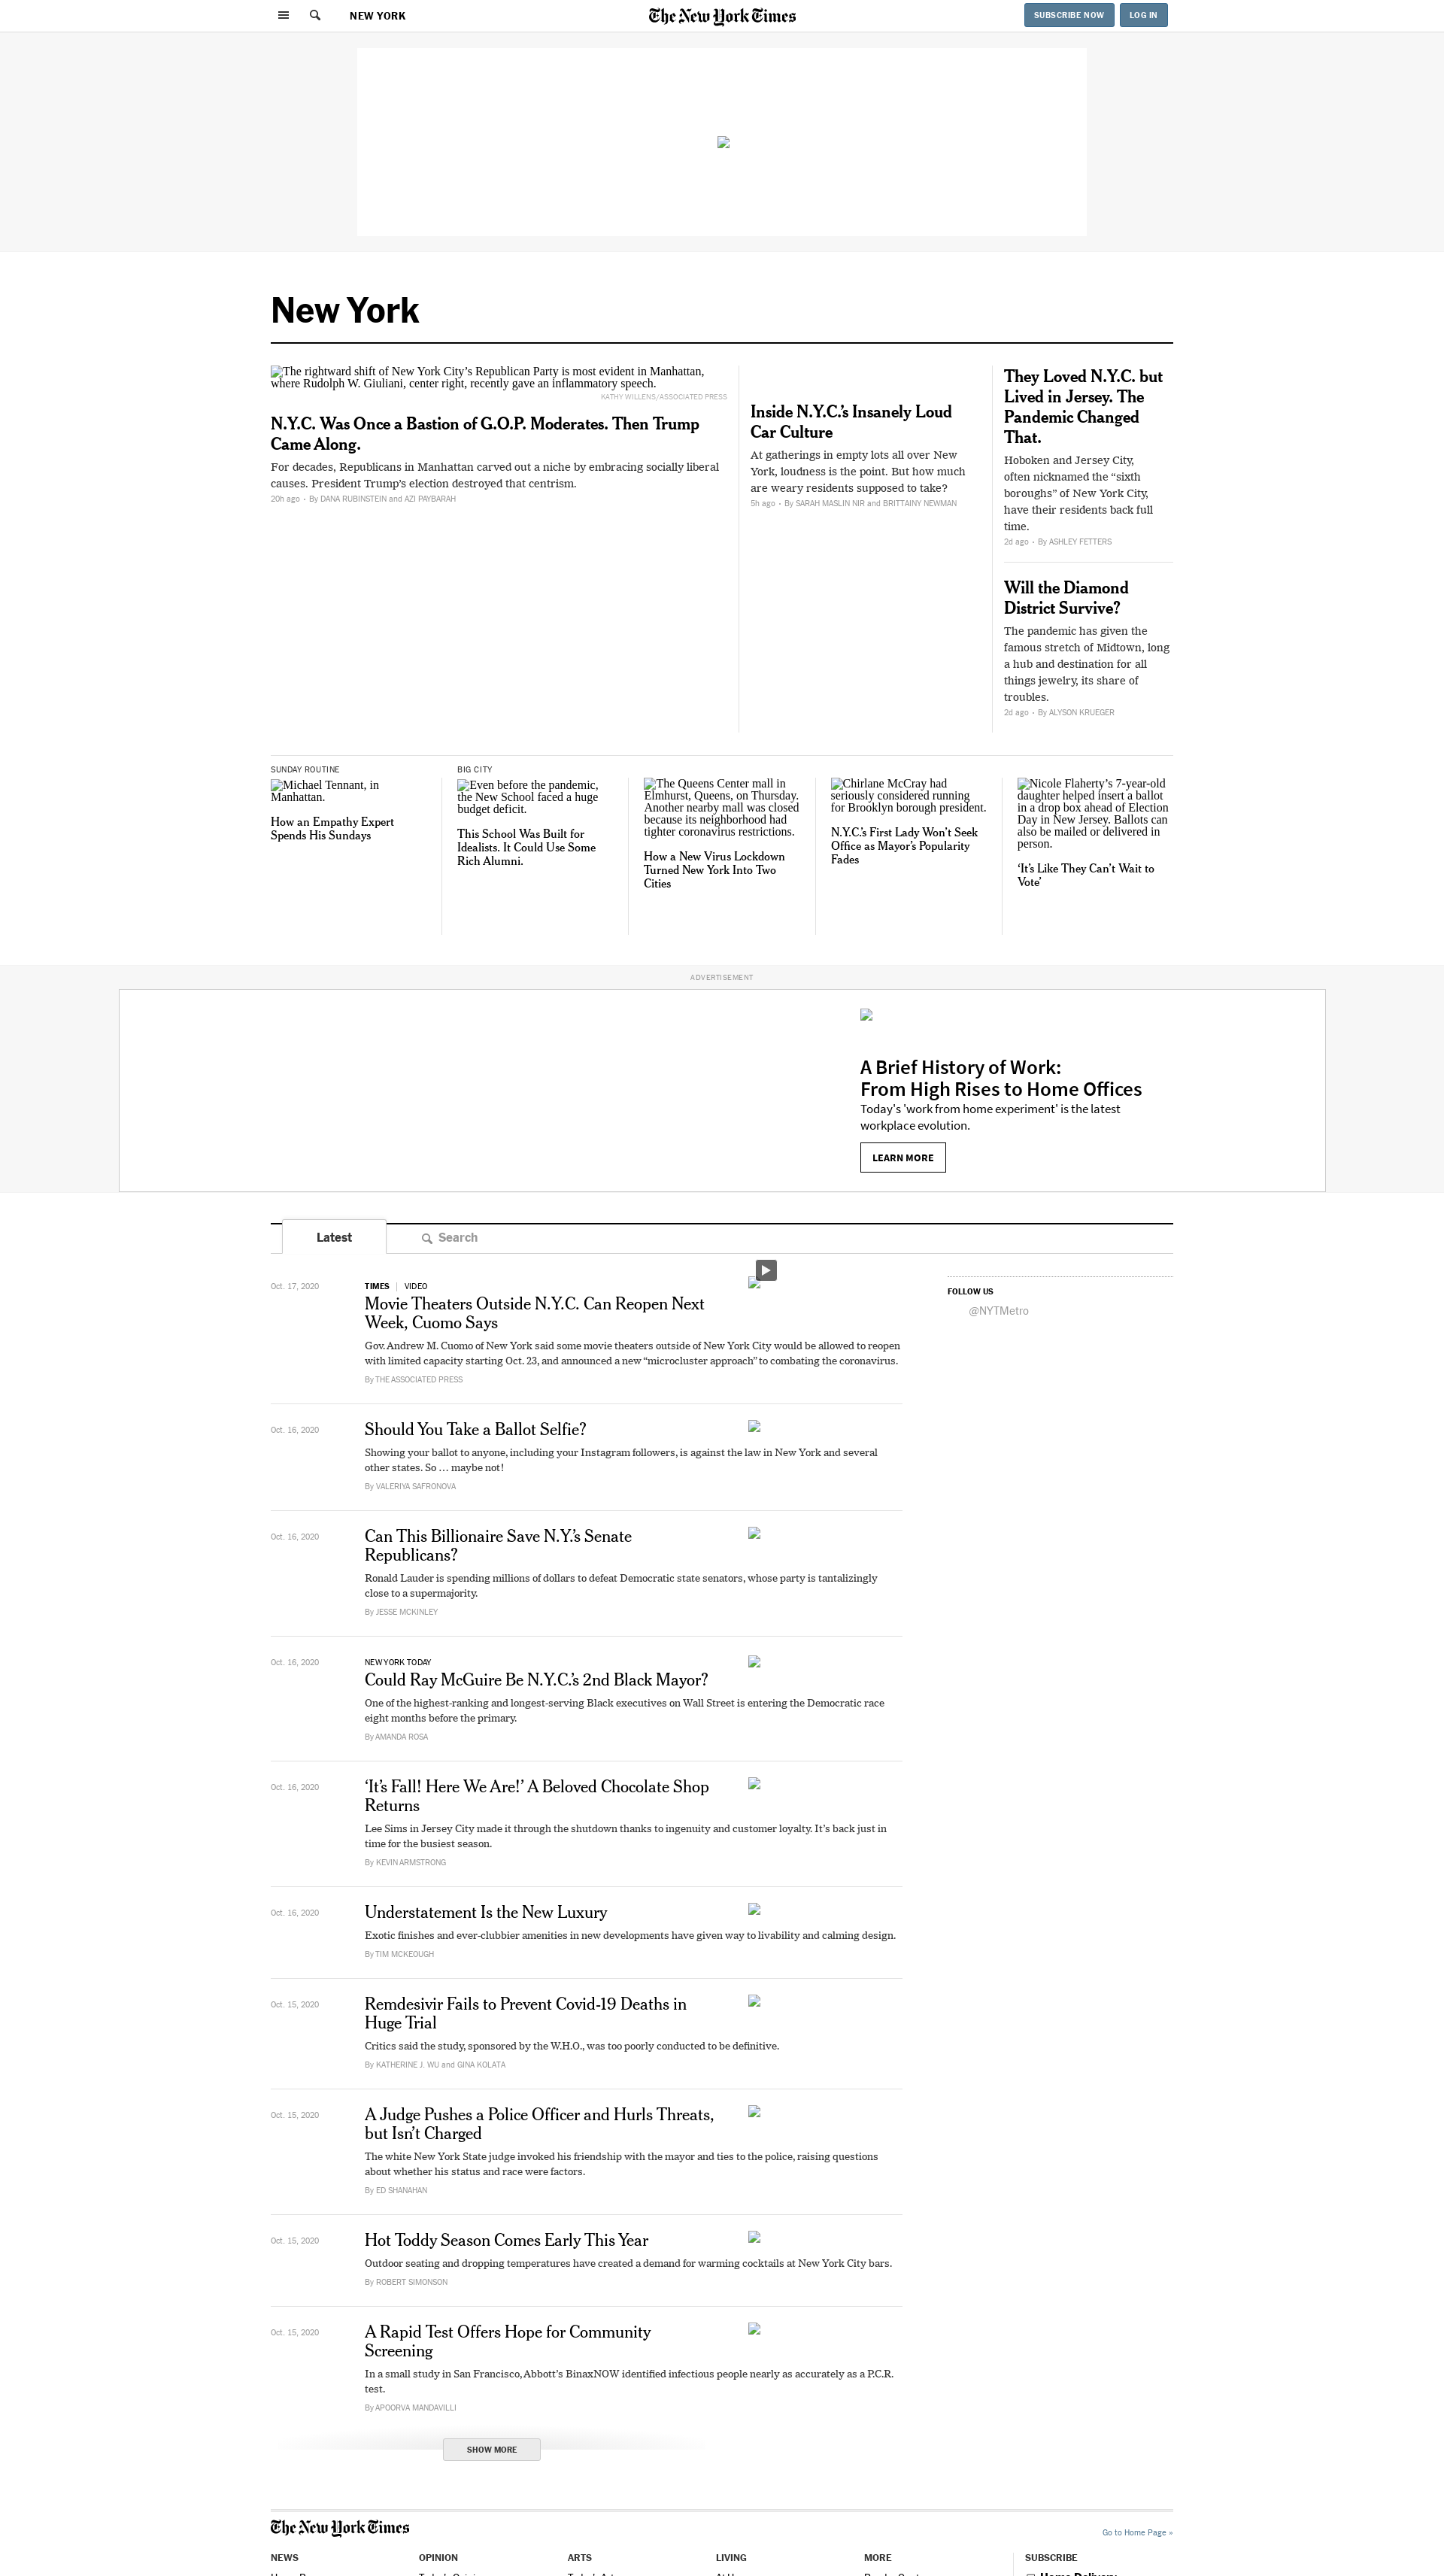 NEW YORK
The New York Times
SUBSCRIBE NOW
LOG IN
New York
The rightward shift of New York City’s Republican Party is most evident in Manhattan,
where Rudolph W. Giuliani, center right, recently gave an inflammatory speech.
KATHY WILLENS/ASSOCIATED PRESS
N.Y.C. Was Once a Bastion of G.O.P. Moderates. Then Trump
Came Along.
For decades, Republicans in Manhattan carved out a niche by embracing socially liberal
causes. President Trump’s election destroyed that centrism.
20h ago • By DANA RUBINSTEIN and AZI PAYBARAH
Inside N.Y.C.’s Insanely Loud
Car Culture
At gatherings in empty lots all over New
York, loudness is the point. But how much
are weary residents supposed to take?
5h ago • By SARAH MASLIN NIR and BRITTAINY NEWMAN
They Loved N.Y.C. but
Lived in Jersey. The
Pandemic Changed
That.
Hoboken and Jersey City,
often nicknamed the “sixth
boroughs” of New York City,
have their residents back full
time.
2d ago • By ASHLEY FETTERS
Will the Diamond
District Survive?
The pandemic has given the
famous stretch of Midtown, long
a hub and destination for all
things jewelry, its share of
troubles.
2d ago • By ALYSON KRUEGER
SUNDAY ROUTINE
Michael Tennant, in
Manhattan.
How an Empathy Expert
Spends His Sundays
BIG CITY
Even before the pandemic,
the New School faced a huge
budget deficit.
This School Was Built for
Idealists. It Could Use Some
Rich Alumni.
The Queens Center mall in
Elmhurst, Queens, on Thursday.
Another nearby mall was closed
because its neighborhood had
tighter coronavirus restrictions.
How a New Virus Lockdown
Turned New York Into Two
Cities
Chirlane McCray had
seriously considered running
for Brooklyn borough president.
N.Y.C.’s First Lady Won’t Seek
Office as Mayor’s Popularity
Fades
Nicole Flaherty’s 7-year-old
daughter helped insert a ballot
in a drop box ahead of Election
Day in New Jersey. Ballots can
also be mailed or delivered in
person.
‘It’s Like They Can’t Wait to
Vote’
ADVERTISEMENT
A Brief History of Work:
From High Rises to Home Offices
Today's 'work from home experiment' is the latest
workplace evolution.
LEARN MORE
Latest
Search
Oct. 17, 2020
TIMES | VIDEO
Movie Theaters Outside N.Y.C. Can Reopen Next
Week, Cuomo Says
Gov. Andrew M. Cuomo of New York said some movie theaters outside of New York City would be allowed to reopen
with limited capacity starting Oct. 23, and announced a new “microcluster approach” to combating the coronavirus.
By THE ASSOCIATED PRESS
FOLLOW US
@NYTMetro
Oct. 16, 2020
Should You Take a Ballot Selfie?
Showing your ballot to anyone, including your Instagram followers, is against the law in New York and several
other states. So … maybe not!
By VALERIYA SAFRONOVA
Oct. 16, 2020
Can This Billionaire Save N.Y.’s Senate
Republicans?
Ronald Lauder is spending millions of dollars to defeat Democratic state senators, whose party is tantalizingly
close to a supermajority.
By JESSE MCKINLEY
Oct. 16, 2020
NEW YORK TODAY
Could Ray McGuire Be N.Y.C.’s 2nd Black Mayor?
One of the highest-ranking and longest-serving Black executives on Wall Street is entering the Democratic race
eight months before the primary.
By AMANDA ROSA
Oct. 16, 2020
‘It’s Fall! Here We Are!’ A Beloved Chocolate Shop
Returns
Lee Sims in Jersey City made it through the shutdown thanks to ingenuity and customer loyalty. It’s back just in
time for the busiest season.
By KEVIN ARMSTRONG
Oct. 16, 2020
Understatement Is the New Luxury
Exotic finishes and ever-clubbier amenities in new developments have given way to livability and calming design.
By TIM MCKEOUGH
Oct. 15, 2020
Remdesivir Fails to Prevent Covid-19 Deaths in
Huge Trial
Critics said the study, sponsored by the W.H.O., was too poorly conducted to be definitive.
By KATHERINE J. WU and GINA KOLATA
Oct. 15, 2020
A Judge Pushes a Police Officer and Hurls Threats,
but Isn’t Charged
The white New York State judge invoked his friendship with the mayor and ties to the police, raising questions
about whether his status and race were factors.
By ED SHANAHAN
Oct. 15, 2020
Hot Toddy Season Comes Early This Year
Outdoor seating and dropping temperatures have created a demand for warming cocktails at New York City bars.
By ROBERT SIMONSON
Oct. 15, 2020
A Rapid Test Offers Hope for Community
Screening
In a small study in San Francisco, Abbott’s BinaxNOW identified infectious people nearly as accurately as a P.C.R.
test.
By APOORVA MANDAVILLI
SHOW MORE
The New York Times
Go to Home Page »
NEWS
OPINION
ARTS
LIVING
MORE
SUBSCRIBE